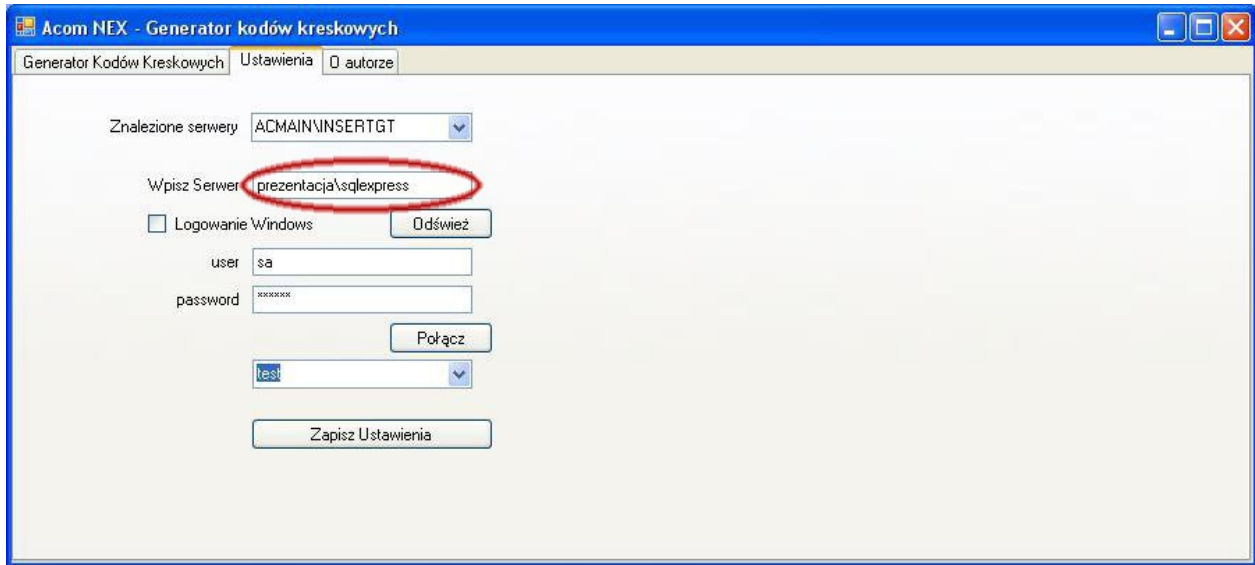 Acom NEX - Generator kodów kreskowych
Generator Kodów Kreskowych Ustawienia O autorze
Znalezione serwery ACMAIN\INSERTGT
Wpisz Serwer prezentacja\sqlexpress
Logowanie Windows Odśwież
user sa
password ******
Połącz
test
Zapisz Ustawienia